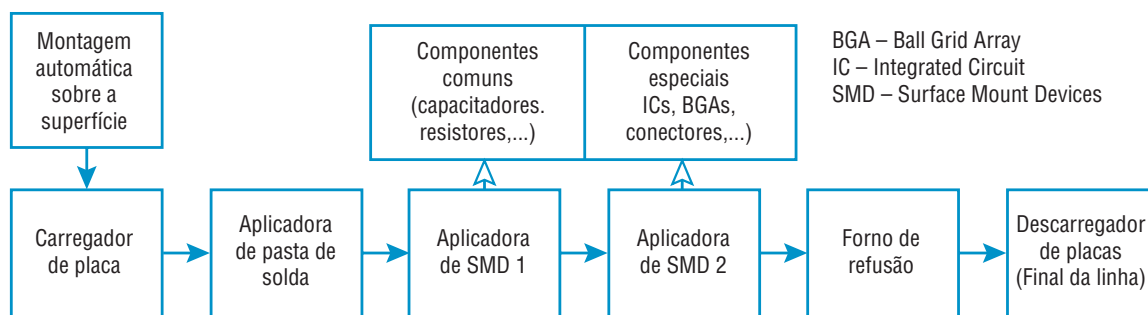 Montagem
automática
sobre a
superfície
Componentes
comuns
(capacitadores.
resistores,...)
Componentes
especiais
ICs, BGAs,
conectores,...)
BGA – Ball Grid Array
IC – Integrated Circuit
SMD – Surface Mount Devices
Carregador
de placa
Aplicadora
de pasta de
solda
Aplicadora
de SMD 1
Aplicadora
de SMD 2
Forno de
refusão
Descarregador
de placas
(Final da linha)